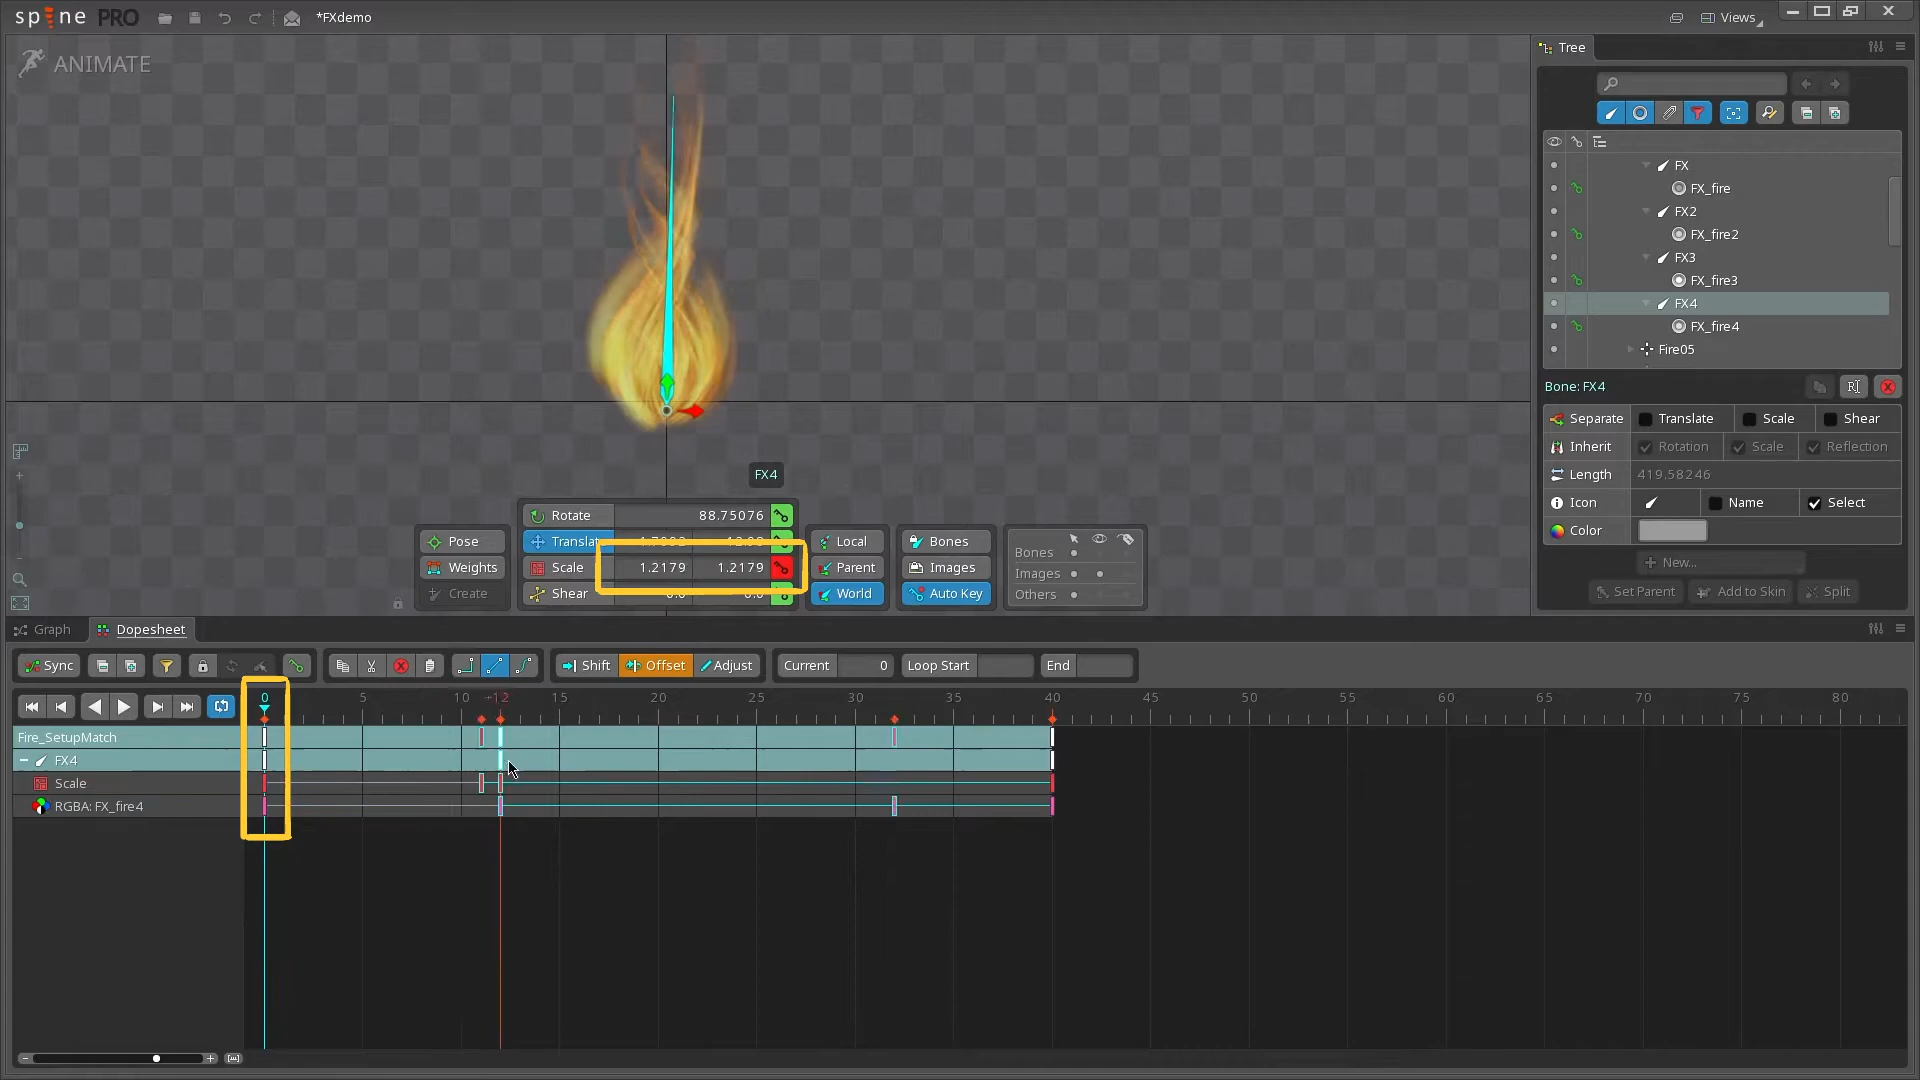 spine PRO
*FXdemo
Views
ANIMATE
Tree
FX
FX_fire
FX2
FX_fire2
FX3
FX_fire3
FX4
FX_fire4
Fire05
Bone: FX4
Separate Translate Scale Shear
Inherit Rotation Scale Reflection
Length 419.58246
Icon Name Select
Color
New...
Set Parent Add to Skin Split
FX4
Pose
Weights
Create
Rotate 88.75076
Translat
Scale 1.2179 1.2179
Shear 0.0 0.0
Local
Parent
World
Bones
Images
Auto Key
Bones
Images
Others
Graph Dopesheet
Sync Shift Offset Adjust Current 0 Loop Start End
0 5 10 +12 15 20 25 30 35 40 45 50 55 60 65 70 75 80
Fire_SetupMatch
FX4
Scale
RGBA: FX_fire4